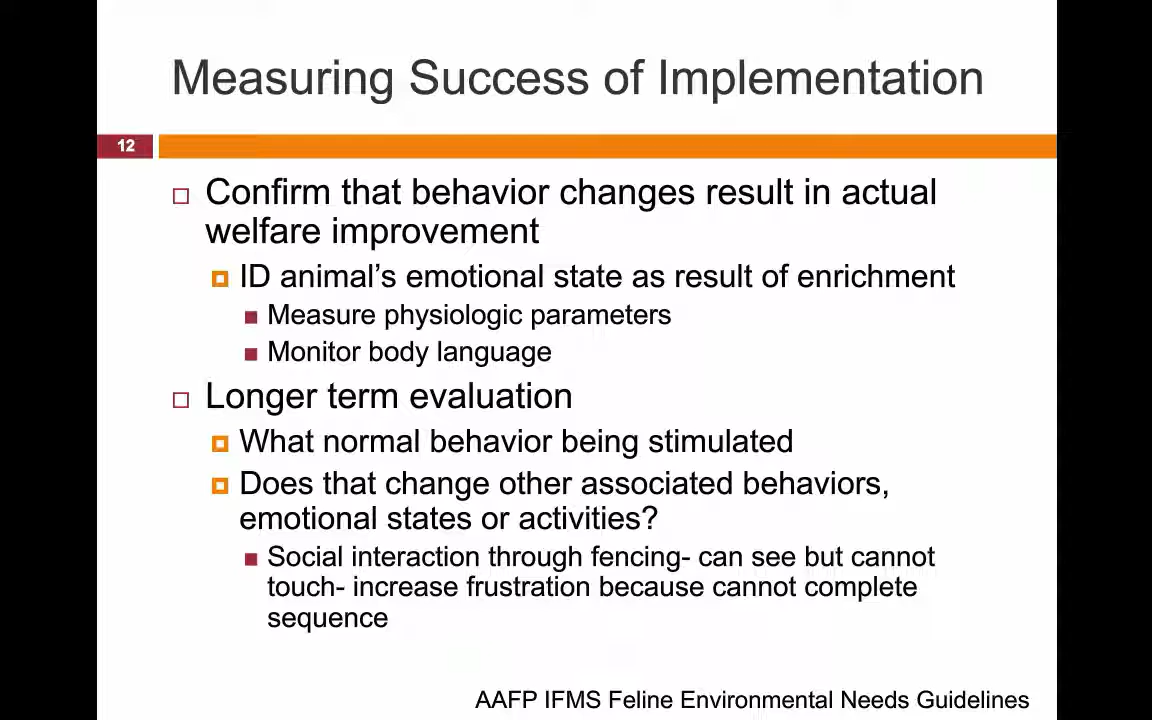 Measuring Success of Implementation
12
Confirm that behavior changes result in actual
welfare improvement
ID animal’s emotional state as result of enrichment
Measure physiologic parameters
Monitor body language
Longer term evaluation
What normal behavior being stimulated
Does that change other associated behaviors,
emotional states or activities?
Social interaction through fencing- can see but cannot
touch- increase frustration because cannot complete
sequence
AAFP IFMS Feline Environmental Needs Guidelines